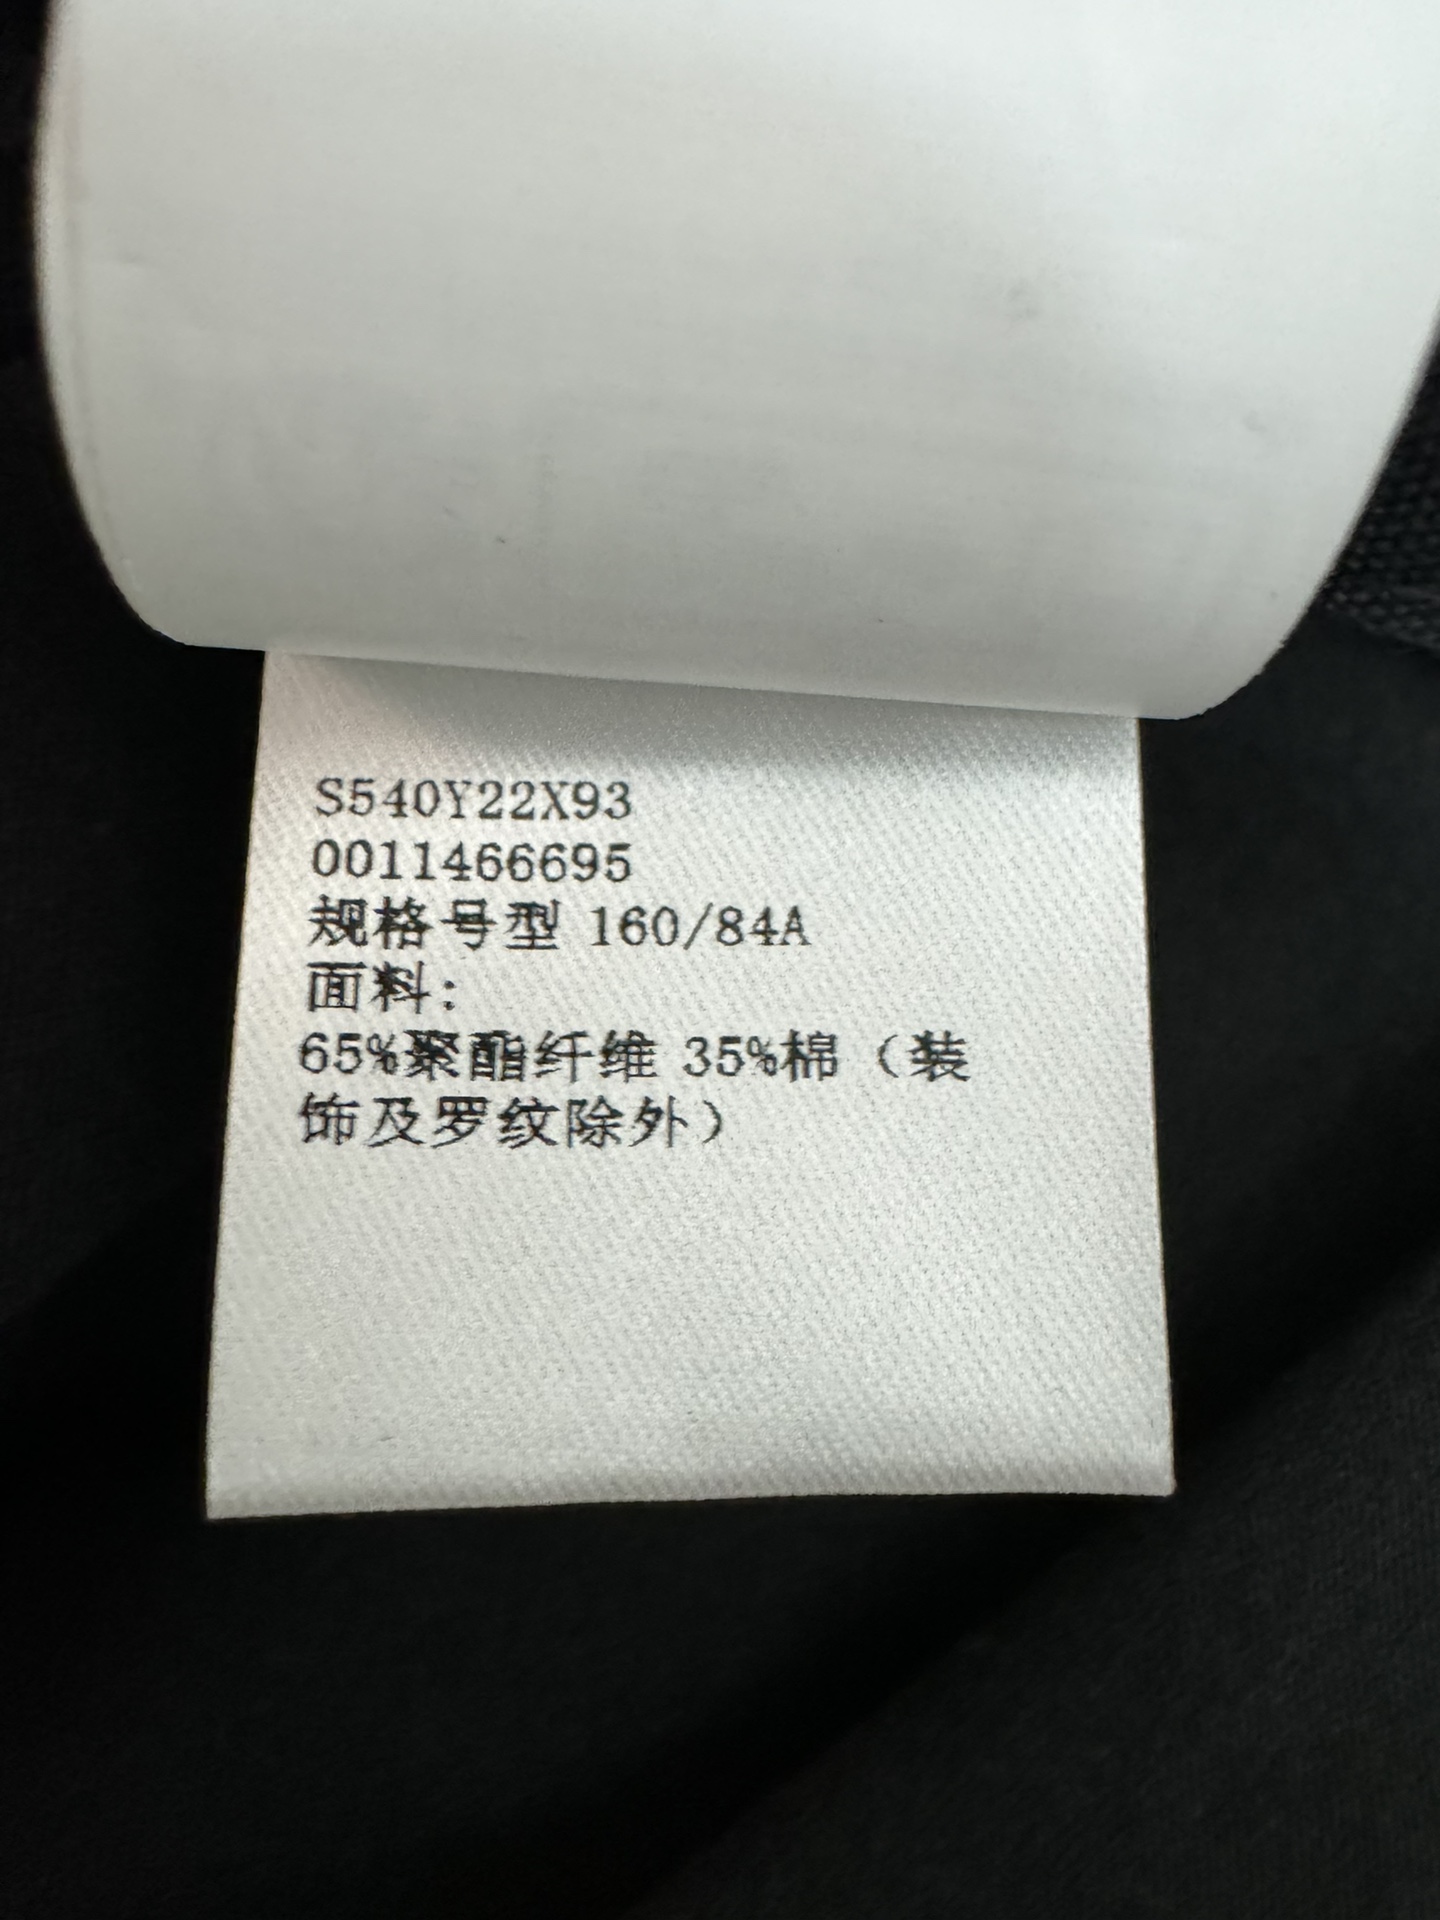 S540Y22X93
0011466695
规格号型 160/84A
面料:
65%聚酯纤维 35%棉（装
饰及罗纹除外）